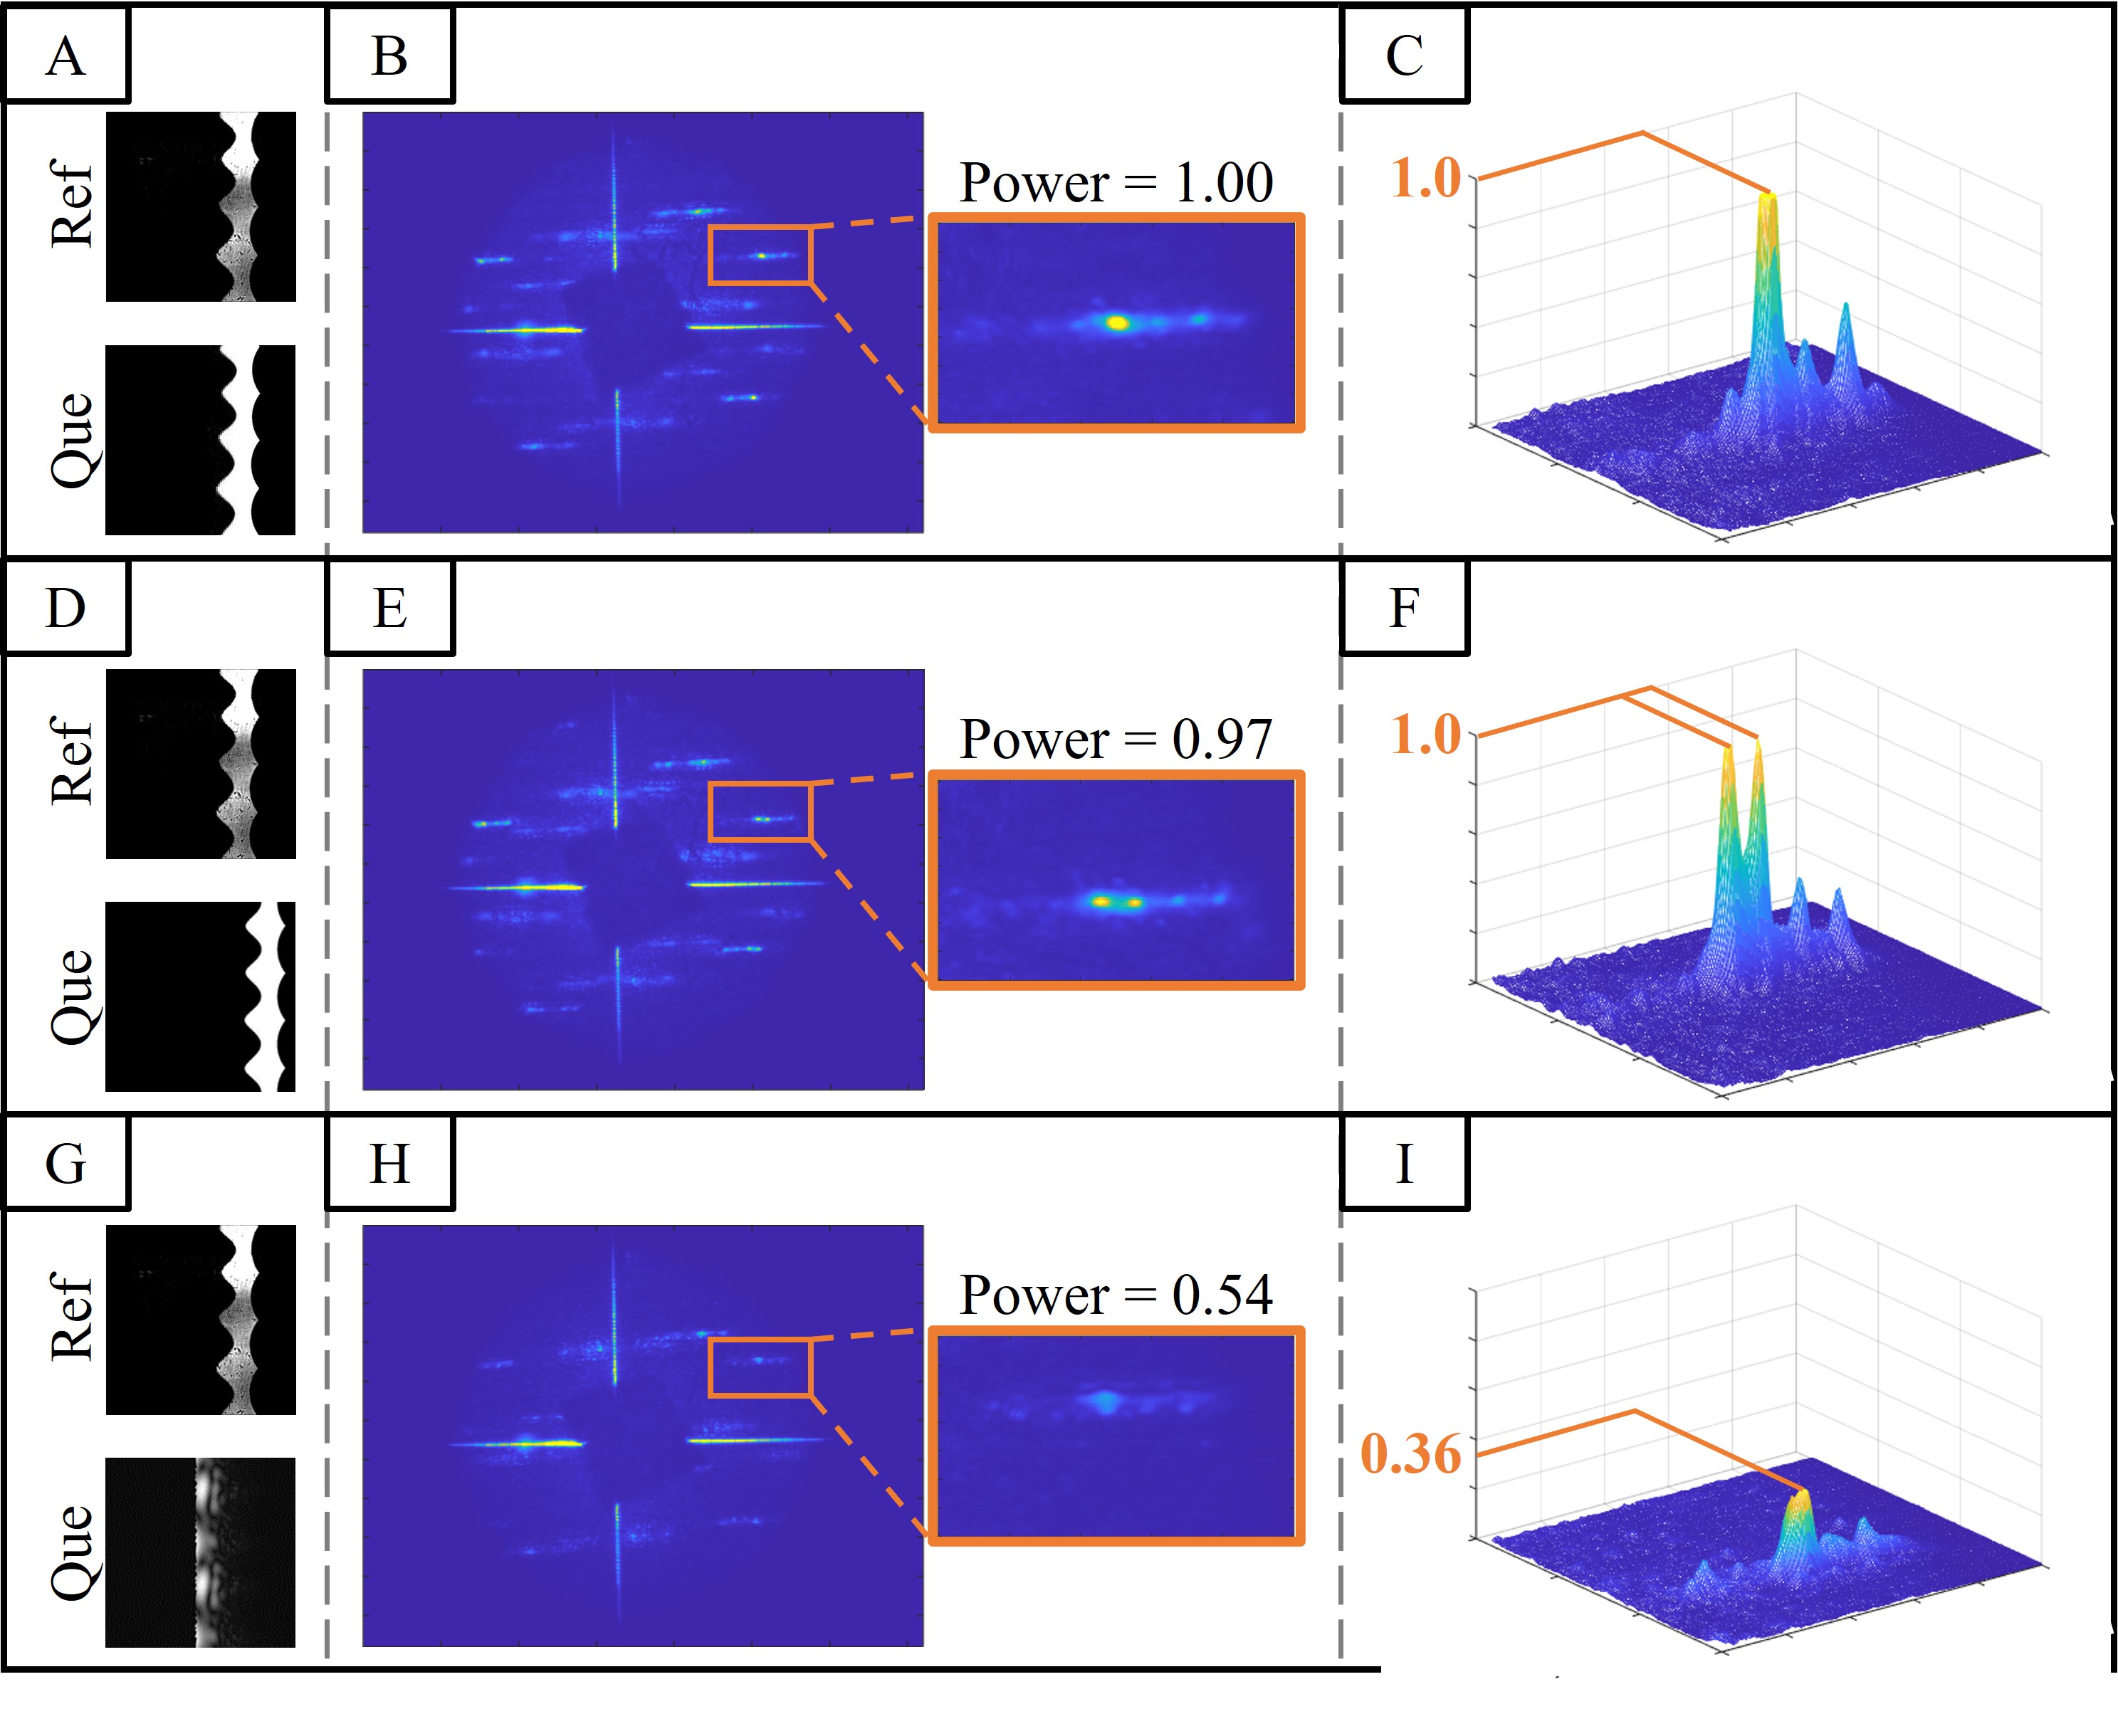 A
B
C
Ref
Que
Power = 1.00
1.0
D
E
F
Ref
Que
Power = 0.97
1.0
G
H
I
Ref
Que
Power = 0.54
0.36